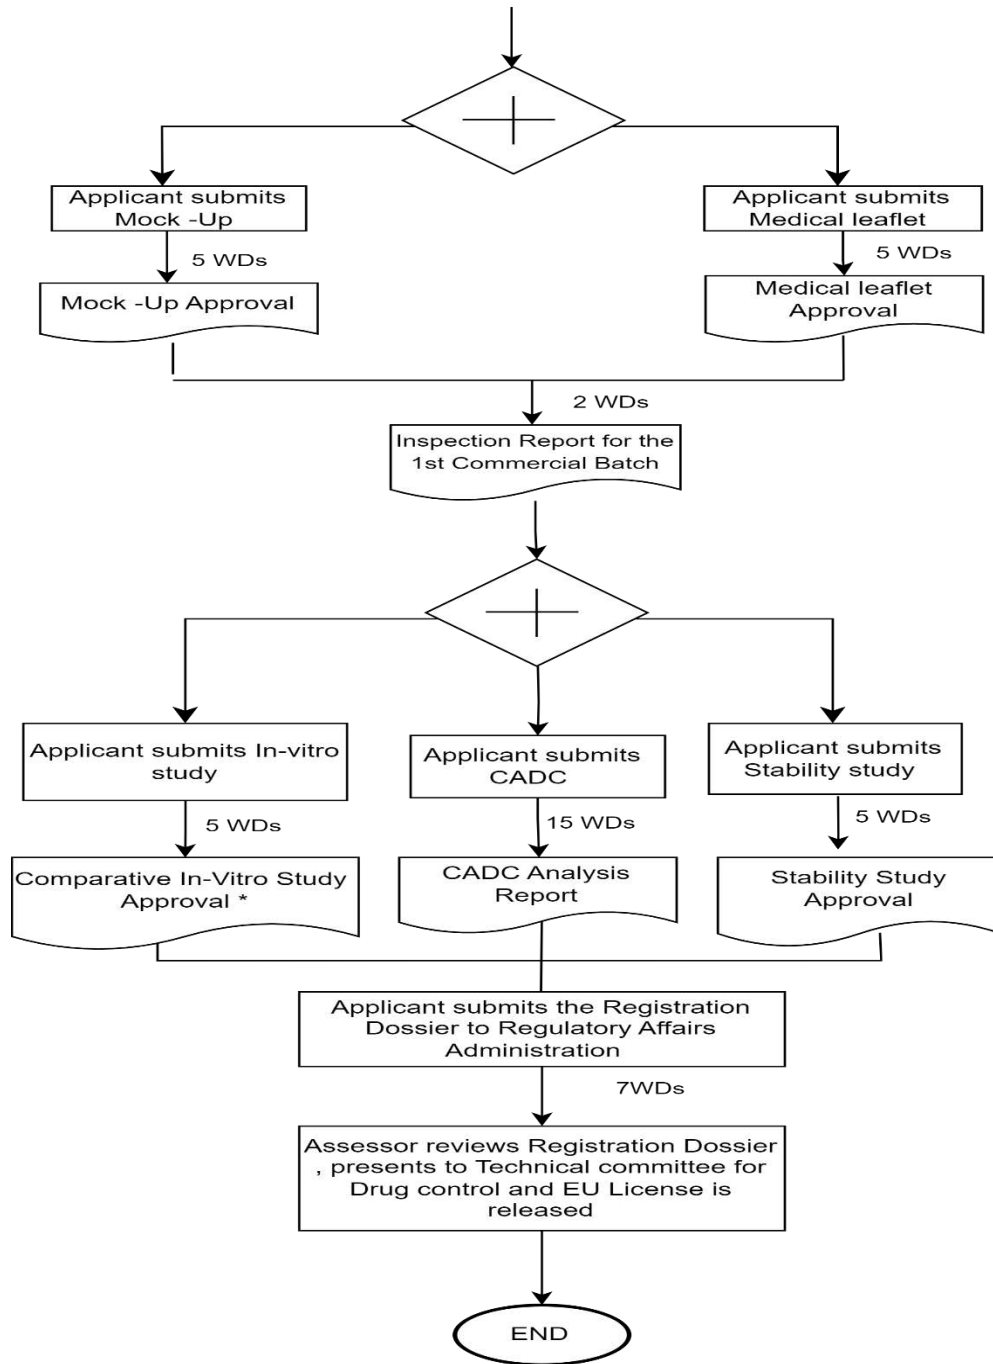 Applicant submits
Mock -Up
Applicant submits
Medical leaflet
5 WDs
5 WDs
Mock -Up Approval
Medical leaflet
Approval
2 WDs
Inspection Report for the
1st Commercial Batch
Applicant submits In-vitro
study
Applicant submits
CADC
Applicant submits
Stability study
5 WDs
15 WDs
5 WDs
Comparative In-Vitro Study
Approval *
CADC Analysis
Report
Stability Study
Approval
Applicant submits the Registration
Dossier to Regulatory Affairs
Administration
7WDs
Assessor reviews Registration Dossier
, presents to Technical committee for
Drug control and EU License is
released
END